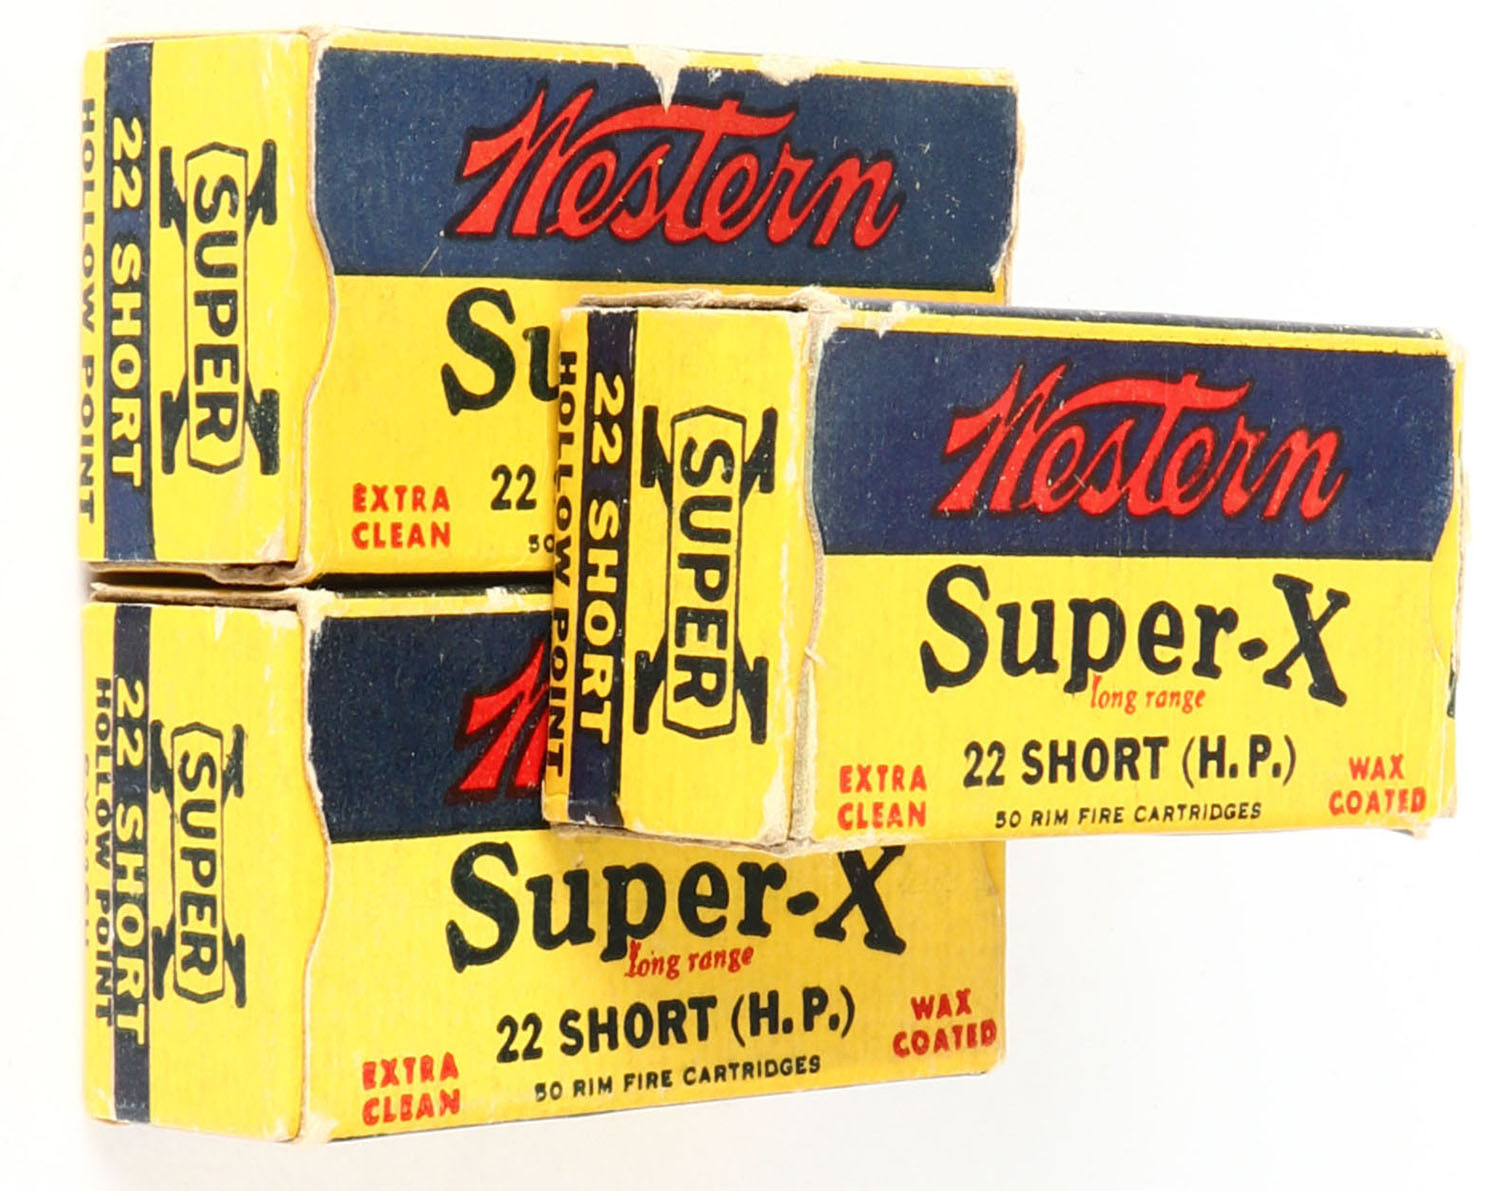 22 SHORT
HOLLOW POINT
SUPER
X
Western
Su
EXTRA
CLEAN
22
50
22 SHORT
HOLLOW POINT
SUPER
X
Western
Super-X
long range
22 SHORT (H.P.)
EXTRA
CLEAN
WAX
COATED
50 RIM FIRE CARTRIDGES
22 SHORT
HOLLOW POINT
SUPER
X
W
Super-X
long range
22 SHORT (H.P.)
EXTRA
CLEAN
WAX
COATED
50 RIM FIRE CARTRIDGES